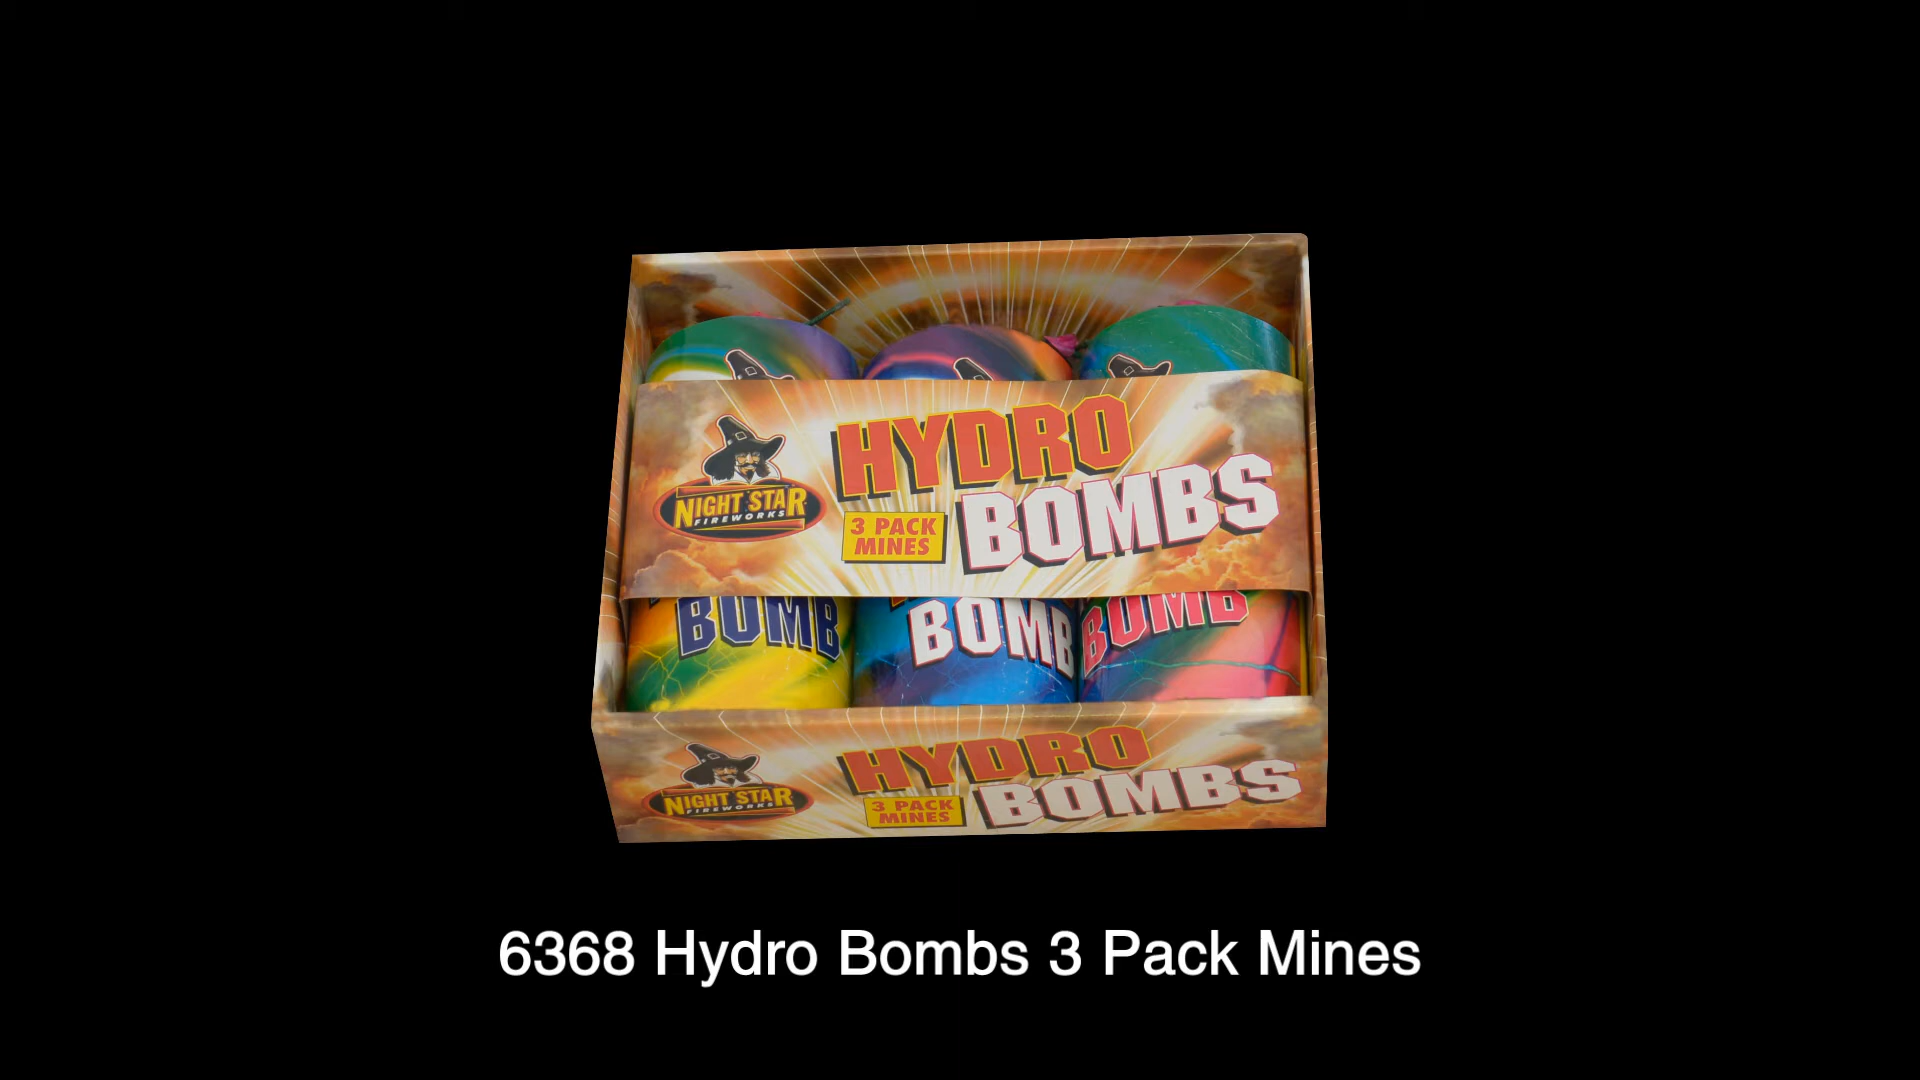 HYDRO
BOMBS
NIGHT STAR
FIREWORKS
3 PACK
MINES
BOMB
BOMB
BOMB
HYDRO
BOMBS
NIGHT STAR
FIREWORKS
3 PACK
MINES
6368 Hydro Bombs 3 Pack Mines